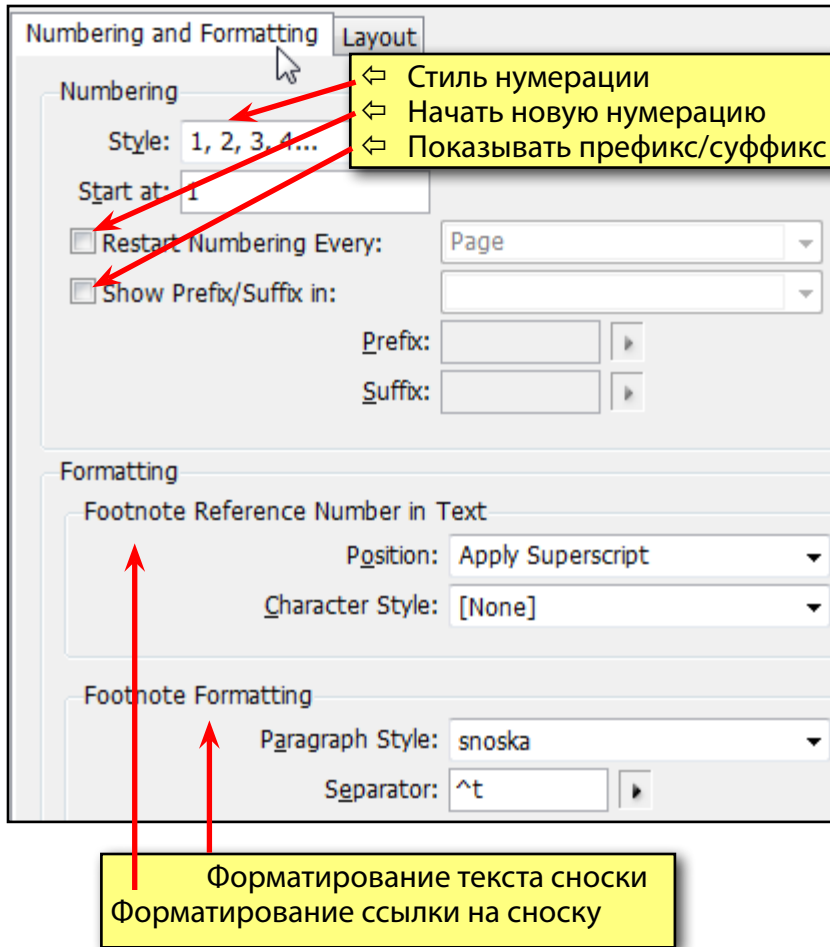 Numbering and Formatting Layout
⇦ Стиль нумерации
Numbering
⇦ Начать новую нумерацию
Style: 1, 2, 3, 4...
⇦ Показывать префикс/суффикс
Start at: 1
Restart Numbering Every: Page
Show Prefix/Suffix in:
Prefix:
Suffix:
Formatting
Footnote Reference Number in Text
Position: Apply Superscript
Character Style: [None]
Footnote Formatting
Paragraph Style: snoska
Separator: ^t
Форматирование текста сноски
Форматирование ссылки на сноску